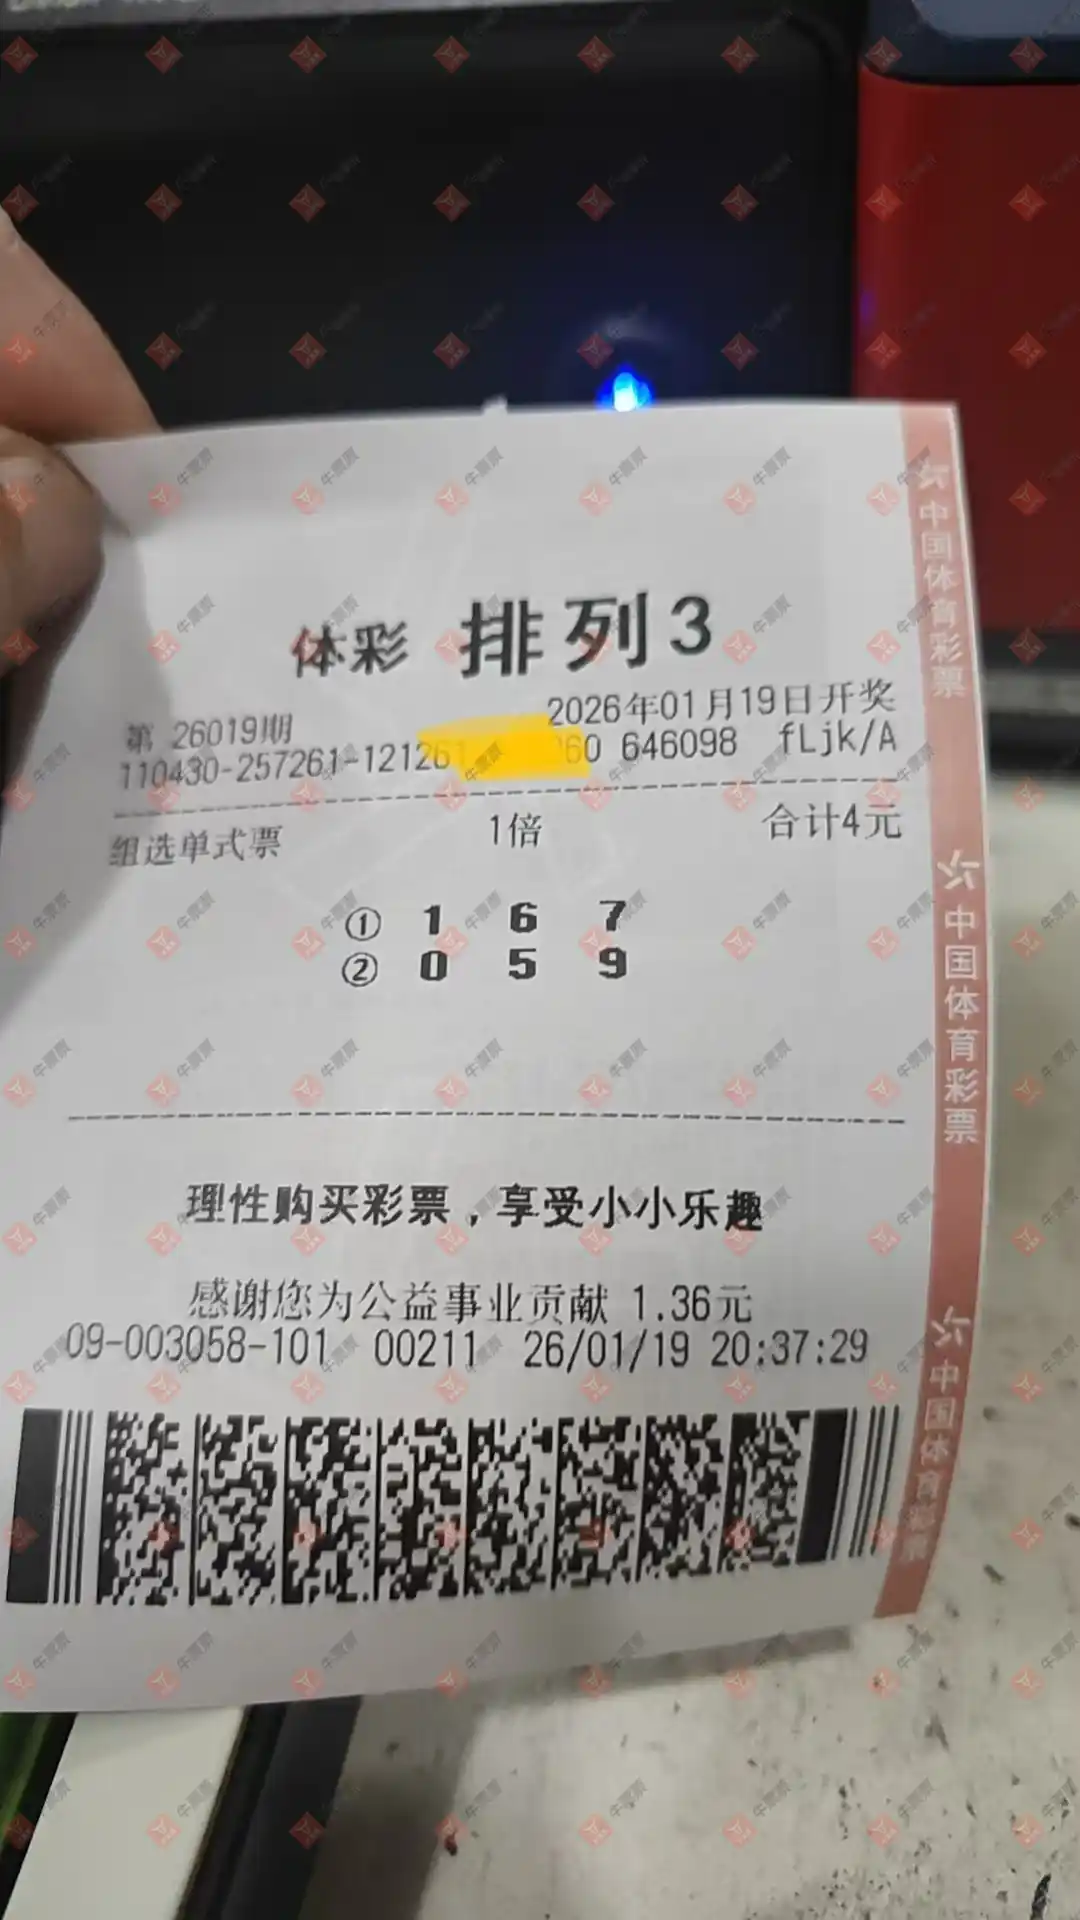 体彩 排列3
第 26019期 2026年01月19日开奖
110430-257261-121261 60 646098 fLjk/A
组选单式票 1倍 合计4元
① 1 6 7
② 0 5 9
理性购买彩票，享受小小乐趣
感谢您为公益事业贡献 1.36元
09-003058-101 00211 26/01/19 20:37:29
中国体育彩票
中国体育彩票
中国体育彩票
牛票票